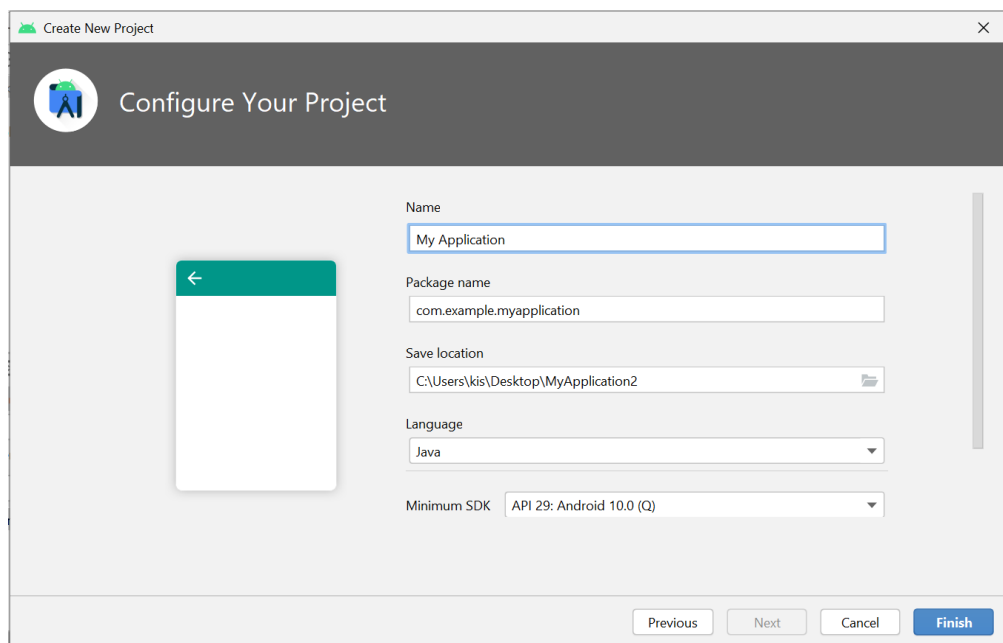 Create New Project
Configure Your Project
Name
My Application
Package name
com.example.myapplication
Save location
C:\Users\kis\Desktop\MyApplication2
Language
Java
Minimum SDK API 29: Android 10.0 (Q)
Previous Next Cancel Finish